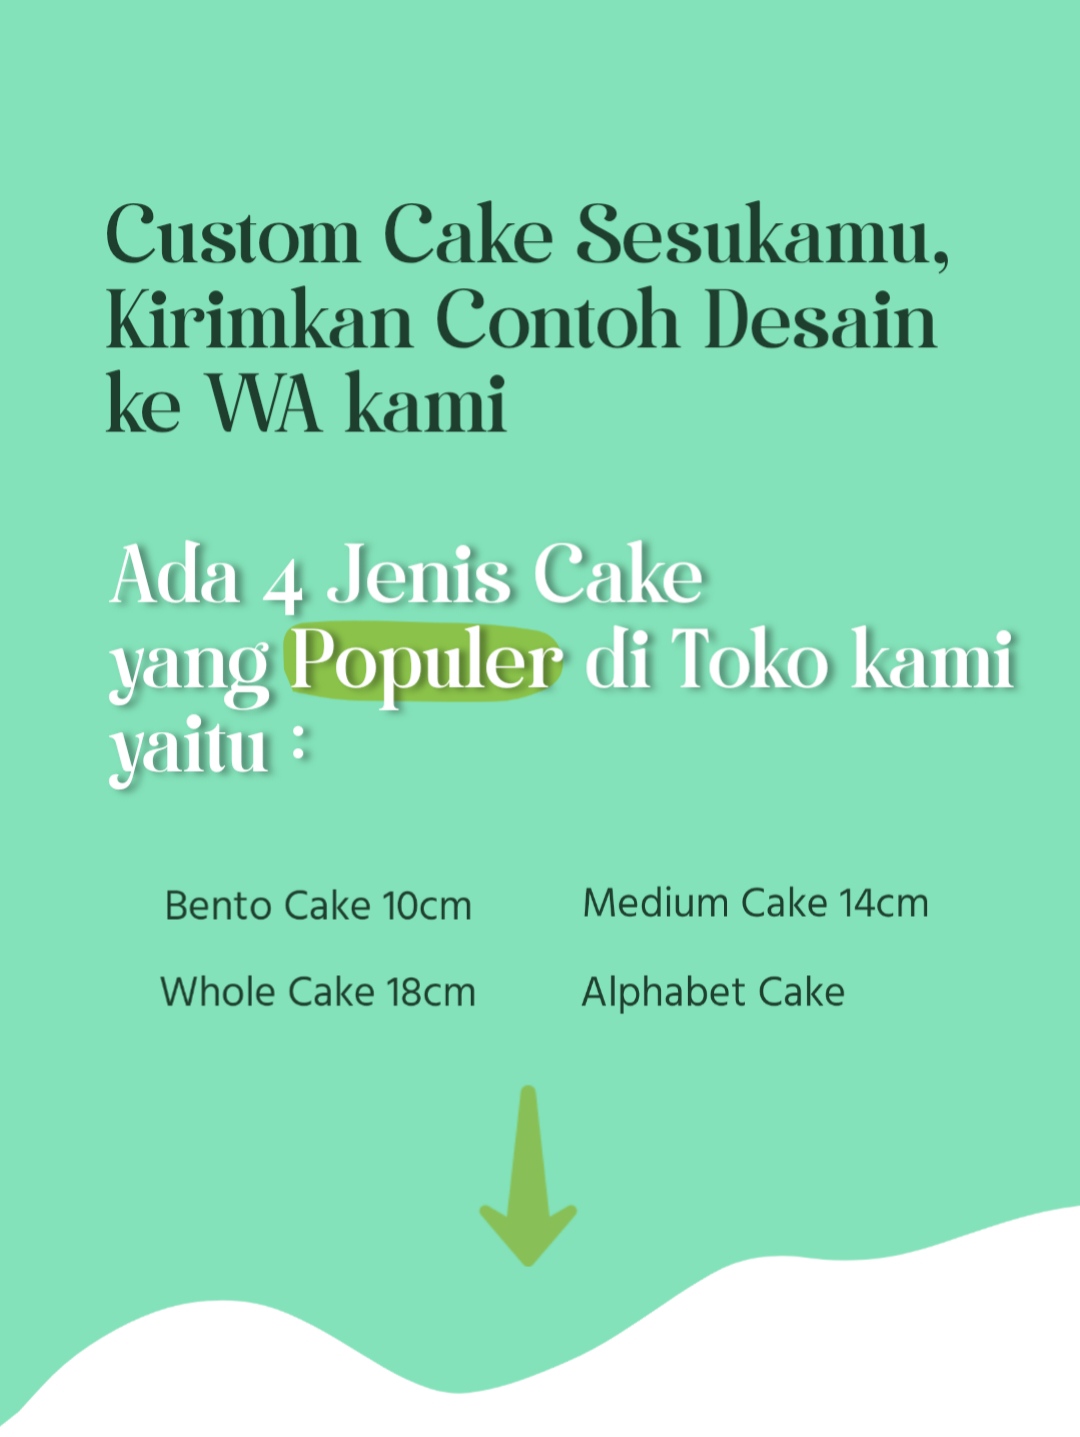 Custom Cake Sesukamu,
Kirimkan Contoh Desain
ke WA kami
Ada 4 Jenis Cake
yang Populer di Toko kami
yaitu :
Bento Cake 10cm
Medium Cake 14cm
Whole Cake 18cm
Alphabet Cake